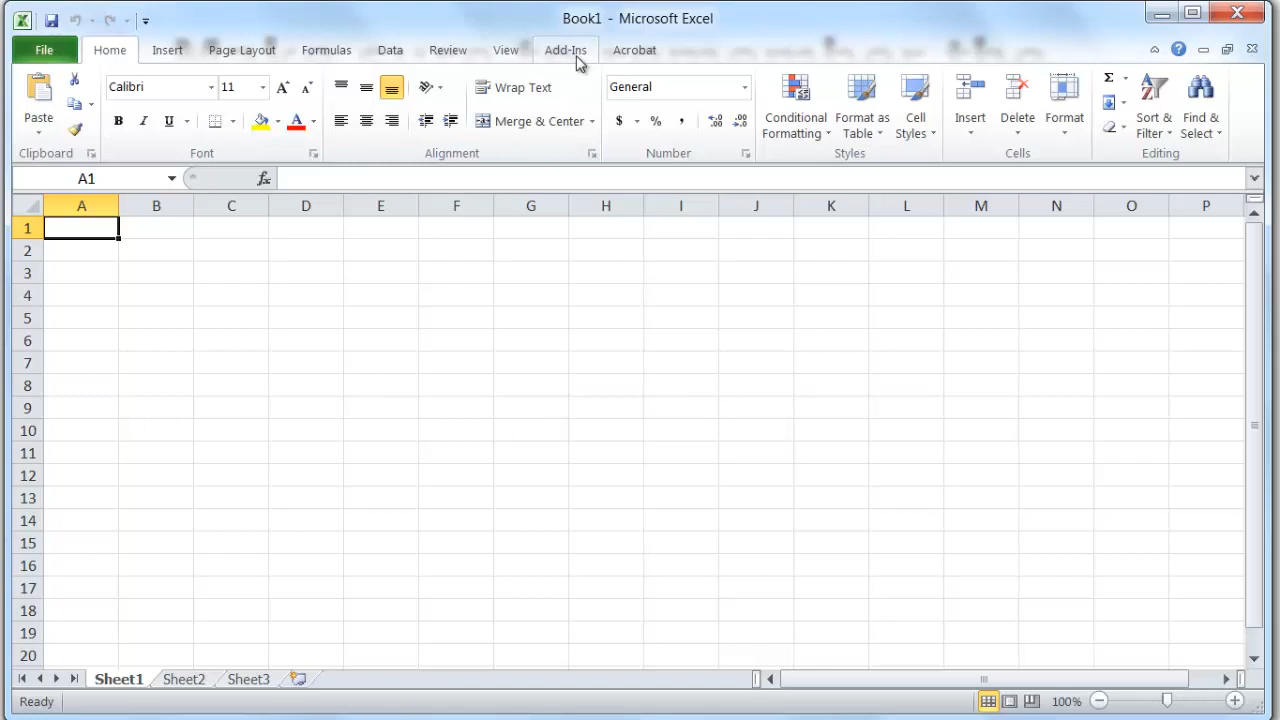 Book1 - Microsoft Excel
File Home Insert Page Layout Formulas Data Review View Add-Ins Acrobat
Paste
Calibri 11
B I U
A
Wrap Text
Merge & Center
General
$ % ,
Conditional Formatting
Format as Table
Cell Styles
Insert
Delete
Format
Σ
Sort & Filter
Find & Select
Clipboard Font Alignment Number Styles Cells Editing
A1 fx
A B C D E F G H I J K L M N O P
1
2
3
4
5
6
7
8
9
10
11
12
13
14
15
16
17
18
19
20
Sheet1 Sheet2 Sheet3
Ready 100%